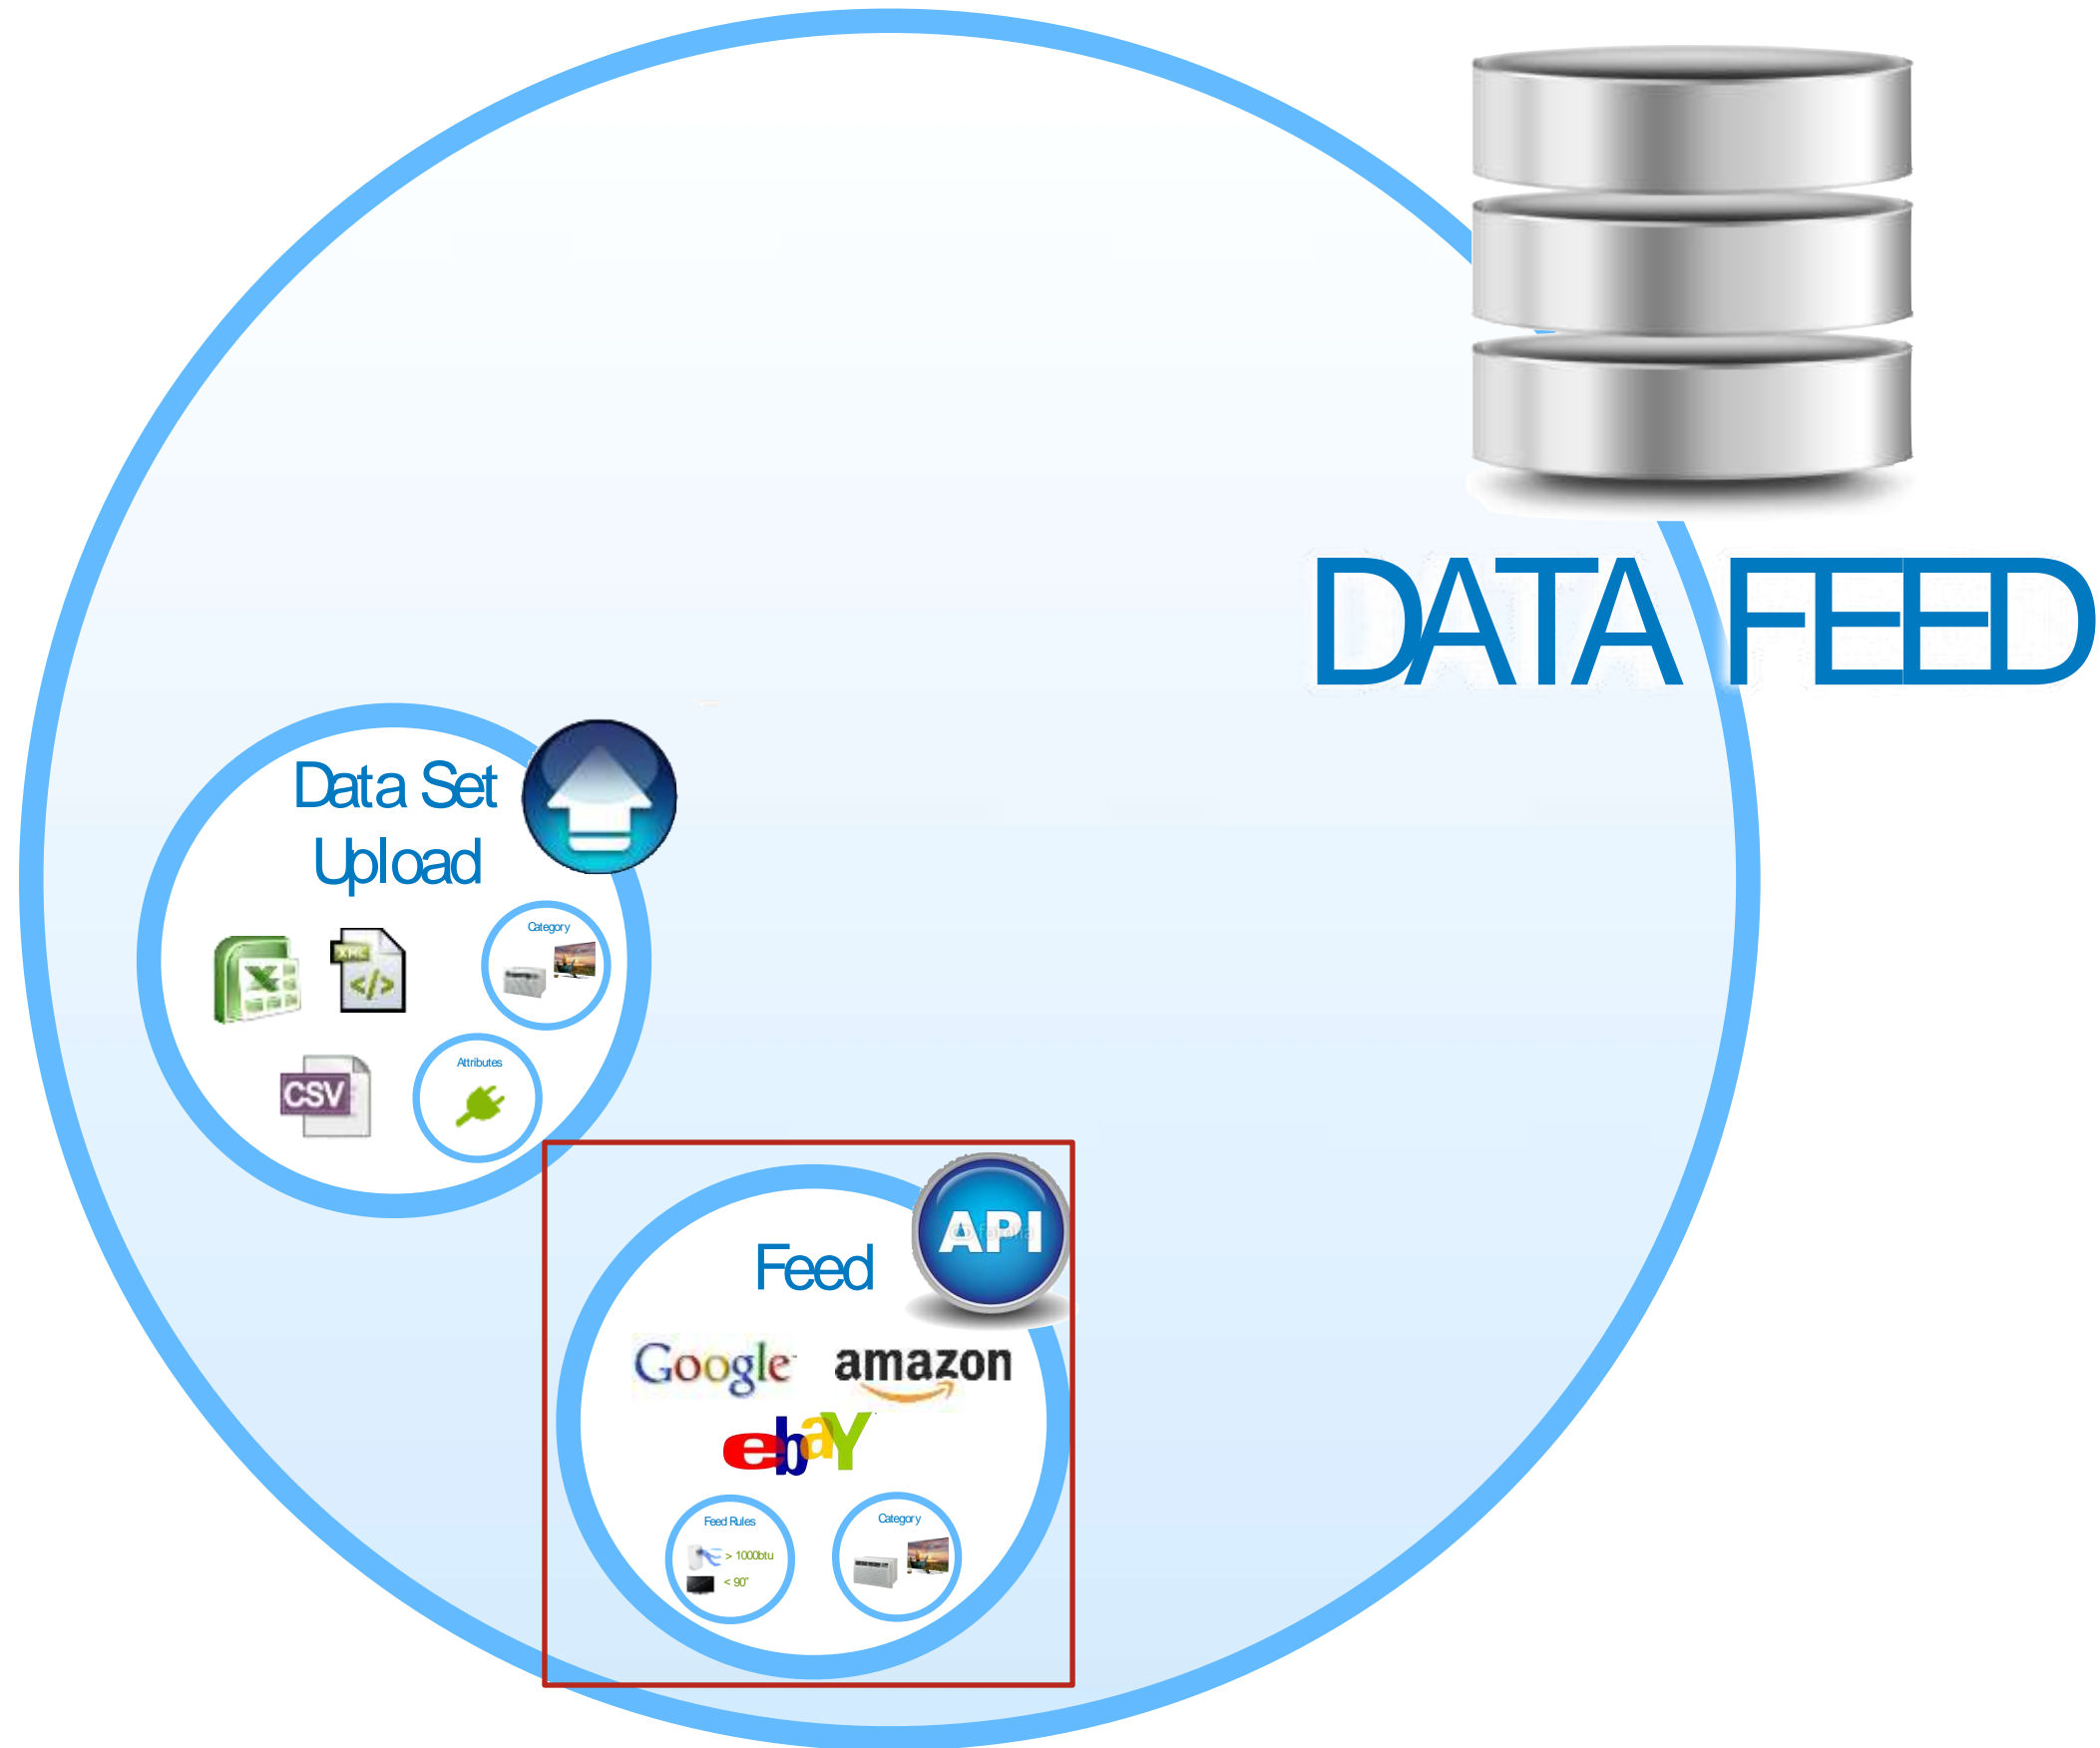 DATA FEED
Data Set
Upload
XML
</>
Category
CSV
Attributes
API
Feed
Google
amazon
ebaY
Feed Rules
> 1000btu
< 90"
Category